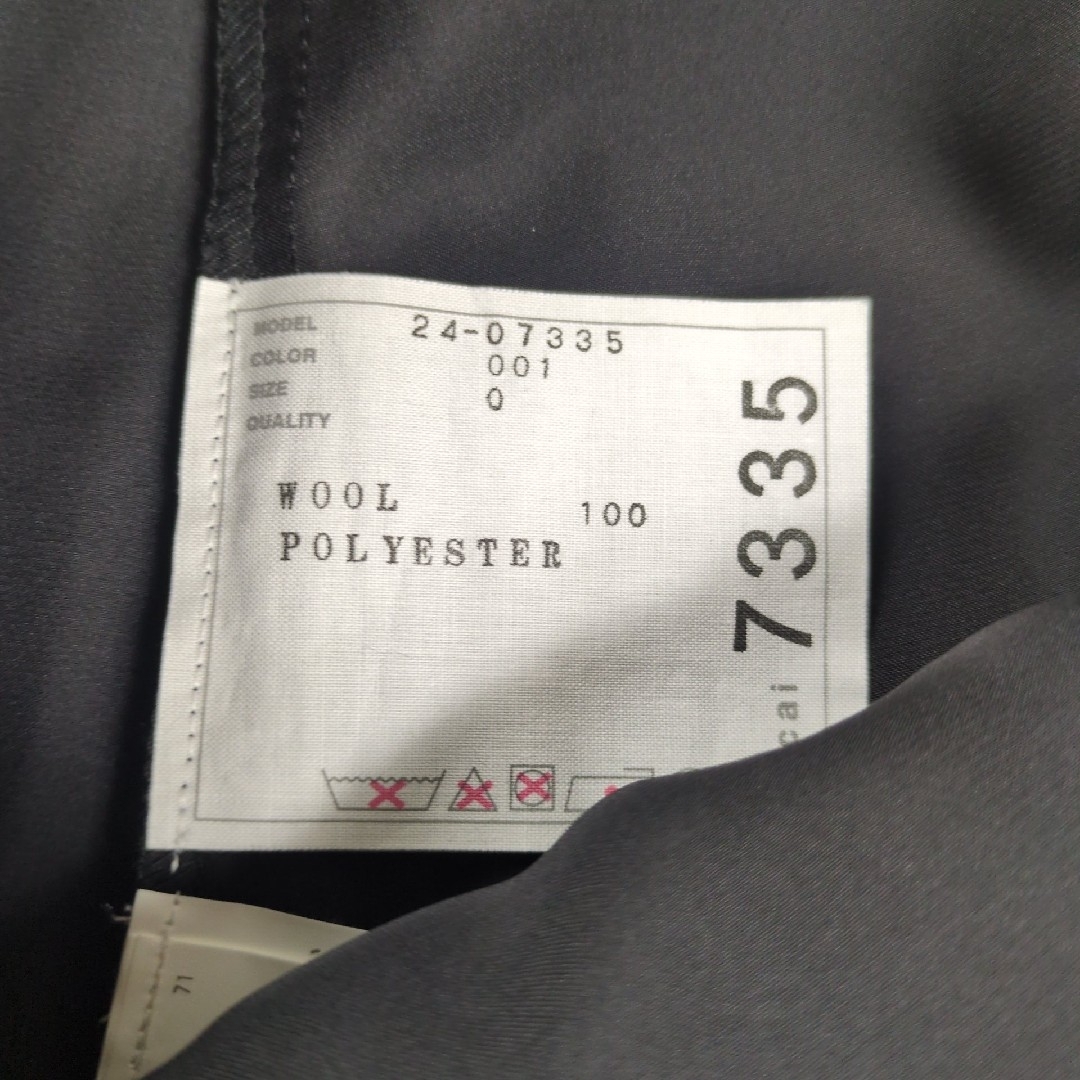 MODEL 24-07335
COLOR 001
SIZE 0
QUALITY
WOOL 100
POLYESTER
cai 7335
71